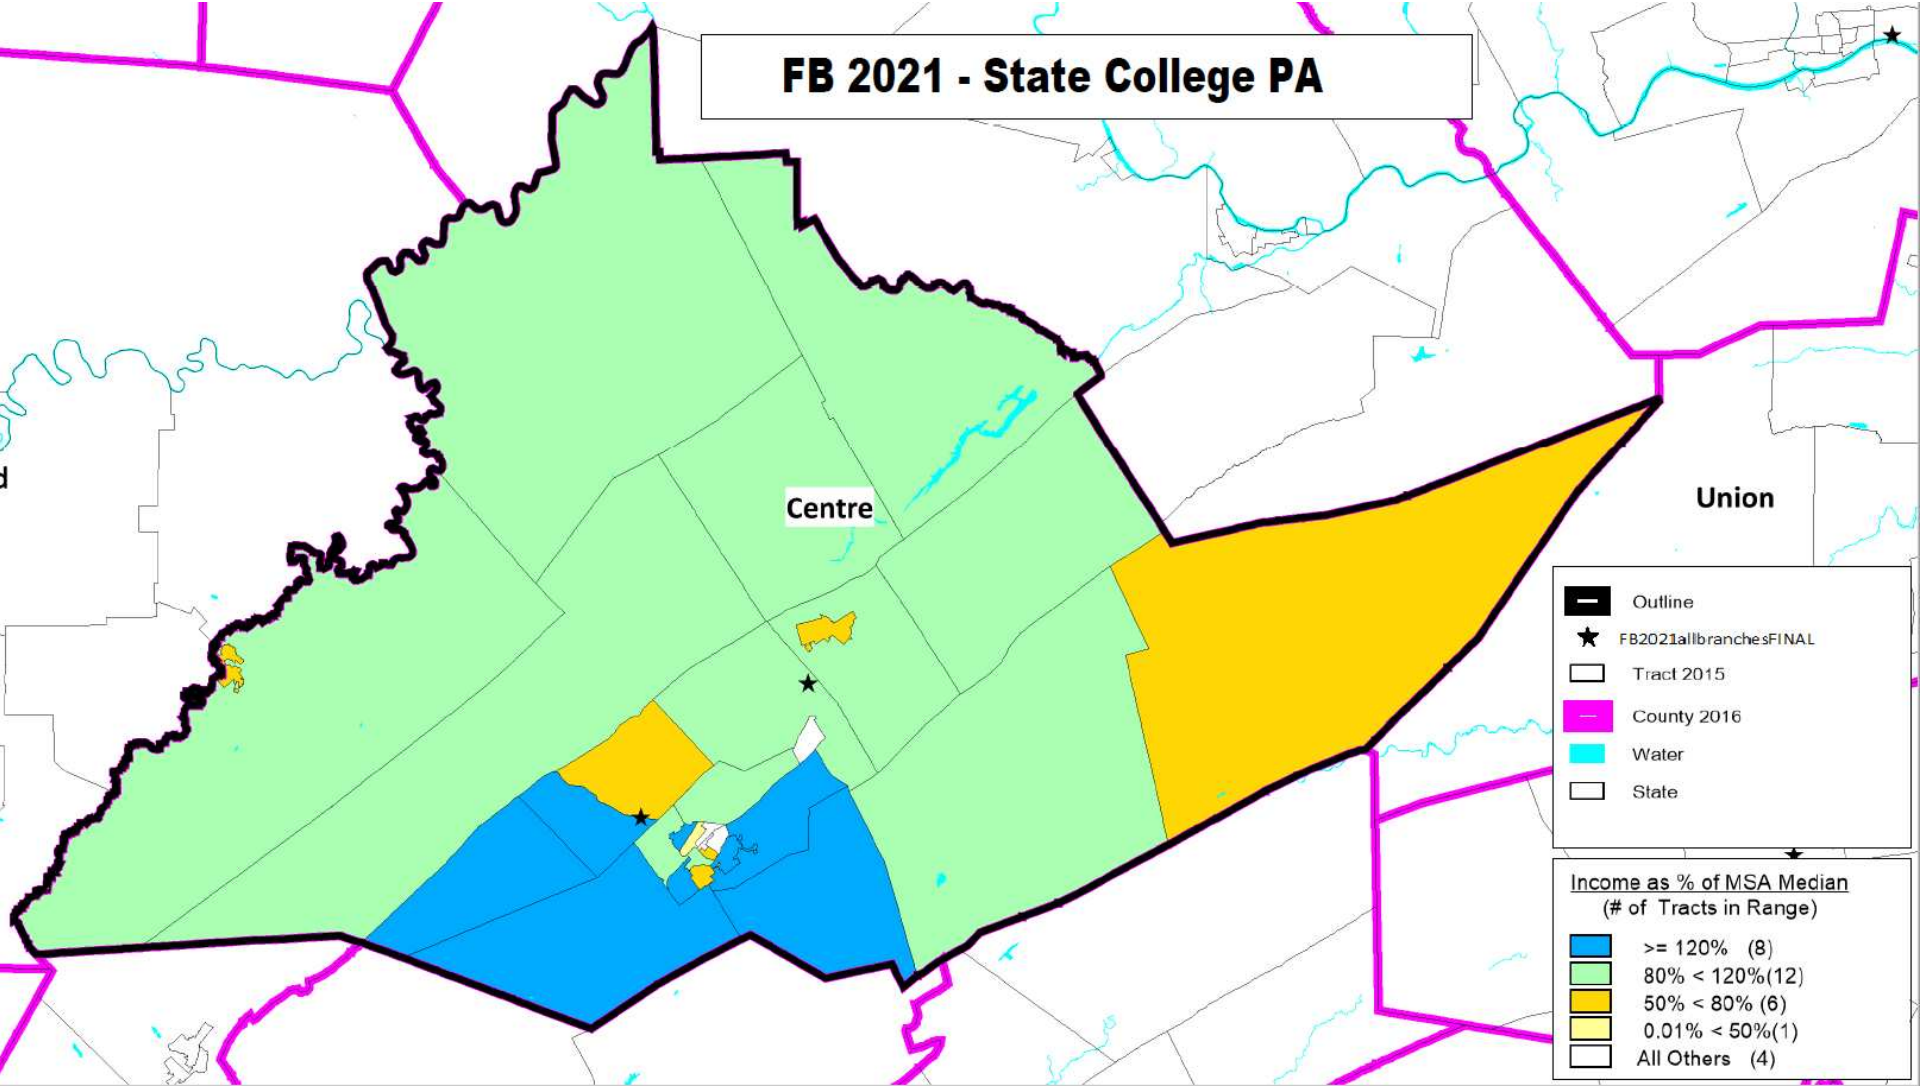 FB 2021 - State College PA
Centre
d
Union
Outline
FB2021allbranchesFINAL
Tract 2015
County 2016
Water
State
Income as % of MSA Median
(# of Tracts in Range)
>= 120% (8)
80% < 120%(12)
50% < 80% (6)
0.01% < 50%(1)
All Others (4)